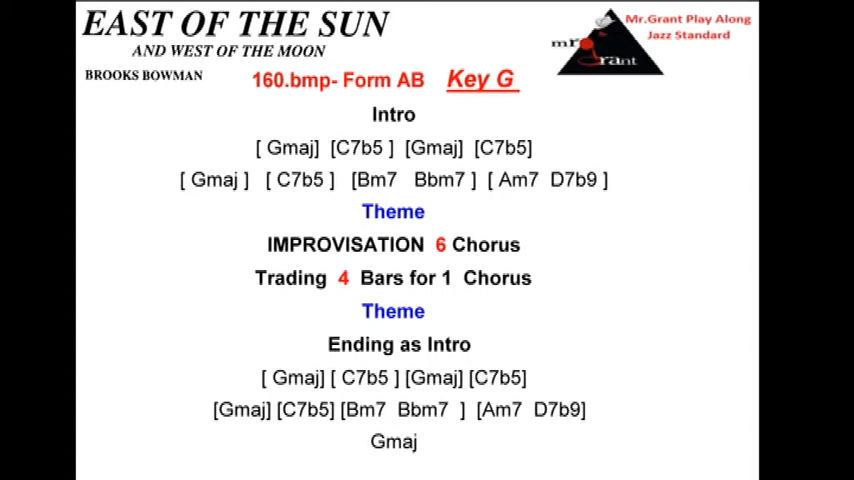 EAST OF THE SUN
AND WEST OF THE MOON
BROOKS BOWMAN
Mr.Grant Play Along
Jazz Standard
mr
Grant
160.bmp- Form AB Key G
Intro
[ Gmaj] [C7b5 ] [Gmaj] [C7b5]
[ Gmaj ] [ C7b5 ] [Bm7 Bbm7 ] [ Am7 D7b9 ]
Theme
IMPROVISATION 6 Chorus
Trading 4 Bars for 1 Chorus
Theme
Ending as Intro
[ Gmaj] [ C7b5 ] [Gmaj] [C7b5]
[Gmaj] [C7b5] [Bm7 Bbm7 ] [Am7 D7b9]
Gmaj